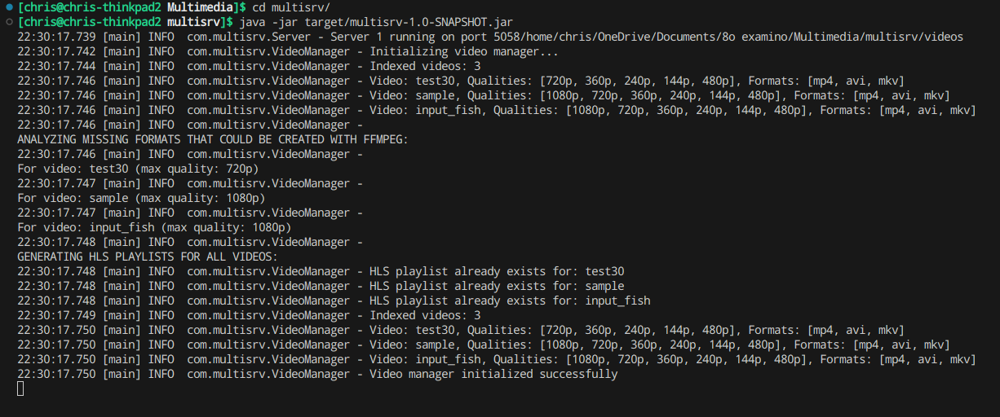 [chris@chris-thinkpad2 Multimedia]$ cd multisrv/
[chris@chris-thinkpad2 multisrv]$ java -jar target/multisrv-1.0-SNAPSHOT.jar
22:30:17.739 [main] INFO  com.multisrv.Server - Server 1 running on port 5058/home/chris/OneDrive/Documents/8o examino/Multimedia/multisrv/videos
22:30:17.742 [main] INFO  com.multisrv.VideoManager - Initializing video manager...
22:30:17.744 [main] INFO  com.multisrv.VideoManager - Indexed videos: 3
22:30:17.746 [main] INFO  com.multisrv.VideoManager - Video: test30, Qualities: [720p, 360p, 240p, 144p, 480p], Formats: [mp4, avi, mkv]
22:30:17.746 [main] INFO  com.multisrv.VideoManager - Video: sample, Qualities: [1080p, 720p, 360p, 240p, 144p, 480p], Formats: [mp4, avi, mkv]
22:30:17.746 [main] INFO  com.multisrv.VideoManager - Video: input_fish, Qualities: [1080p, 720p, 360p, 240p, 144p, 480p], Formats: [mp4, avi, mkv]
22:30:17.746 [main] INFO  com.multisrv.VideoManager -
ANALYZING MISSING FORMATS THAT COULD BE CREATED WITH FFMPEG:
22:30:17.746 [main] INFO  com.multisrv.VideoManager -
For video: test30 (max quality: 720p)
22:30:17.747 [main] INFO  com.multisrv.VideoManager -
For video: sample (max quality: 1080p)
22:30:17.747 [main] INFO  com.multisrv.VideoManager -
For video: input_fish (max quality: 1080p)
22:30:17.748 [main] INFO  com.multisrv.VideoManager -
GENERATING HLS PLAYLISTS FOR ALL VIDEOS:
22:30:17.748 [main] INFO  com.multisrv.VideoManager - HLS playlist already exists for: test30
22:30:17.748 [main] INFO  com.multisrv.VideoManager - HLS playlist already exists for: sample
22:30:17.748 [main] INFO  com.multisrv.VideoManager - HLS playlist already exists for: input_fish
22:30:17.749 [main] INFO  com.multisrv.VideoManager - Indexed videos: 3
22:30:17.750 [main] INFO  com.multisrv.VideoManager - Video: test30, Qualities: [720p, 360p, 240p, 144p, 480p], Formats: [mp4, avi, mkv]
22:30:17.750 [main] INFO  com.multisrv.VideoManager - Video: sample, Qualities: [1080p, 720p, 360p, 240p, 144p, 480p], Formats: [mp4, avi, mkv]
22:30:17.750 [main] INFO  com.multisrv.VideoManager - Video: input_fish, Qualities: [1080p, 720p, 360p, 240p, 144p, 480p], Formats: [mp4, avi, mkv]
22:30:17.750 [main] INFO  com.multisrv.VideoManager - Video manager initialized successfully